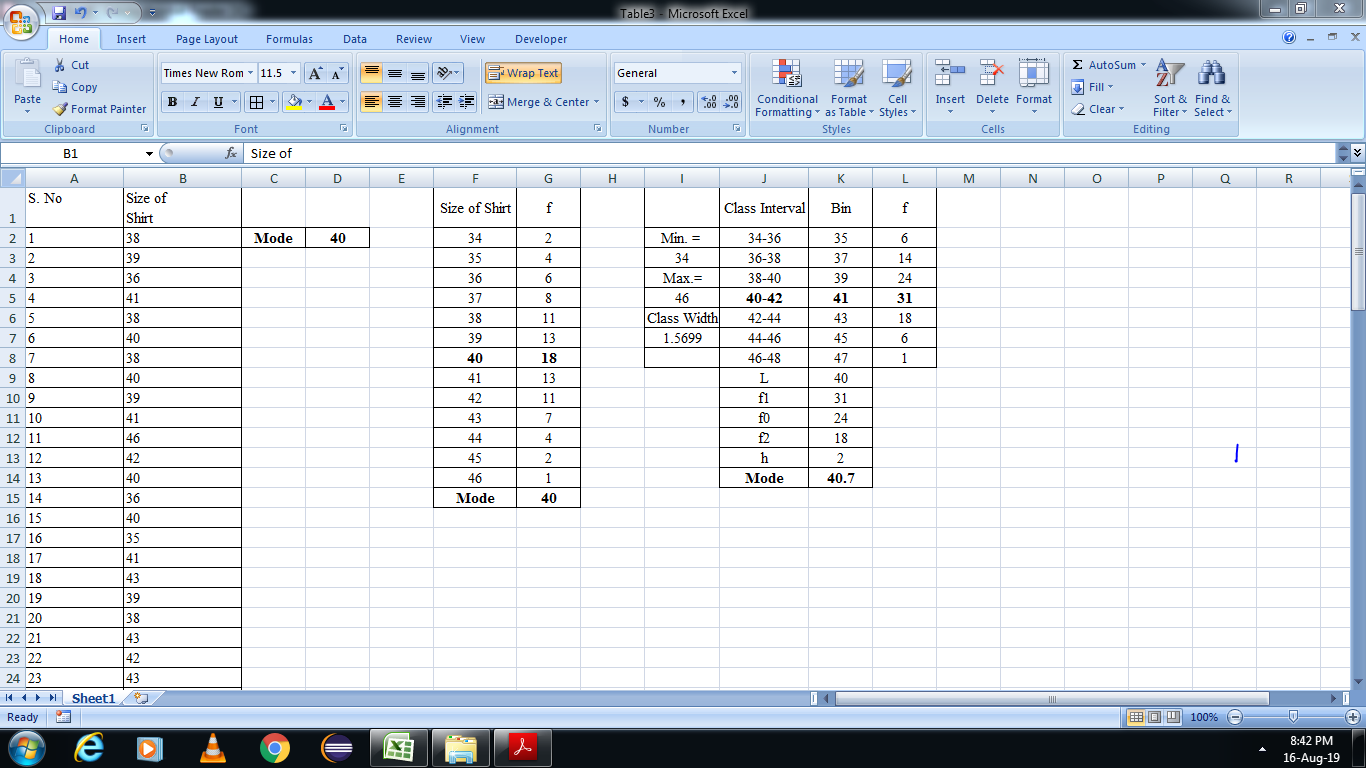 Table3 - Microsoft Excel
Home Insert Page Layout Formulas Data Review View Developer
Paste
Cut
Copy
Format Painter
Clipboard
Times New Rom 11.5
B I U
Font
Wrap Text
Merge & Center
Alignment
General
$ % ,
Number
Conditional Formatting
Format as Table
Cell Styles
Styles
Insert Delete Format
Cells
Σ AutoSum
Fill
Clear
Sort & Filter
Find & Select
Editing
B1 fx Size of
A B C D E F G H I J K L M N O P Q R
1 S. No Size of Shirt Size of Shirt f Class Interval Bin f
2 1 38 Mode 40 34 2 Min. = 34-36 35 6
3 2 39 35 4 34 36-38 37 14
4 3 36 36 6 Max.= 38-40 39 24
5 4 41 37 8 46 40-42 41 31
6 5 38 38 11 Class Width 42-44 43 18
7 6 40 39 13 1.5699 44-46 45 6
8 7 38 40 18 46-48 47 1
9 8 40 41 13 L 40
10 9 39 42 11 f1 31
11 10 41 43 7 f0 24
12 11 46 44 4 f2 18
13 12 42 45 2 h 2
14 13 40 46 1 Mode 40.7
15 14 36 Mode 40
16 15 40
17 16 35
18 17 41
19 18 43
20 19 39
21 20 38
22 21 43
23 22 42
24 23 43
Sheet1
Ready 100%
8:42 PM
16-Aug-19